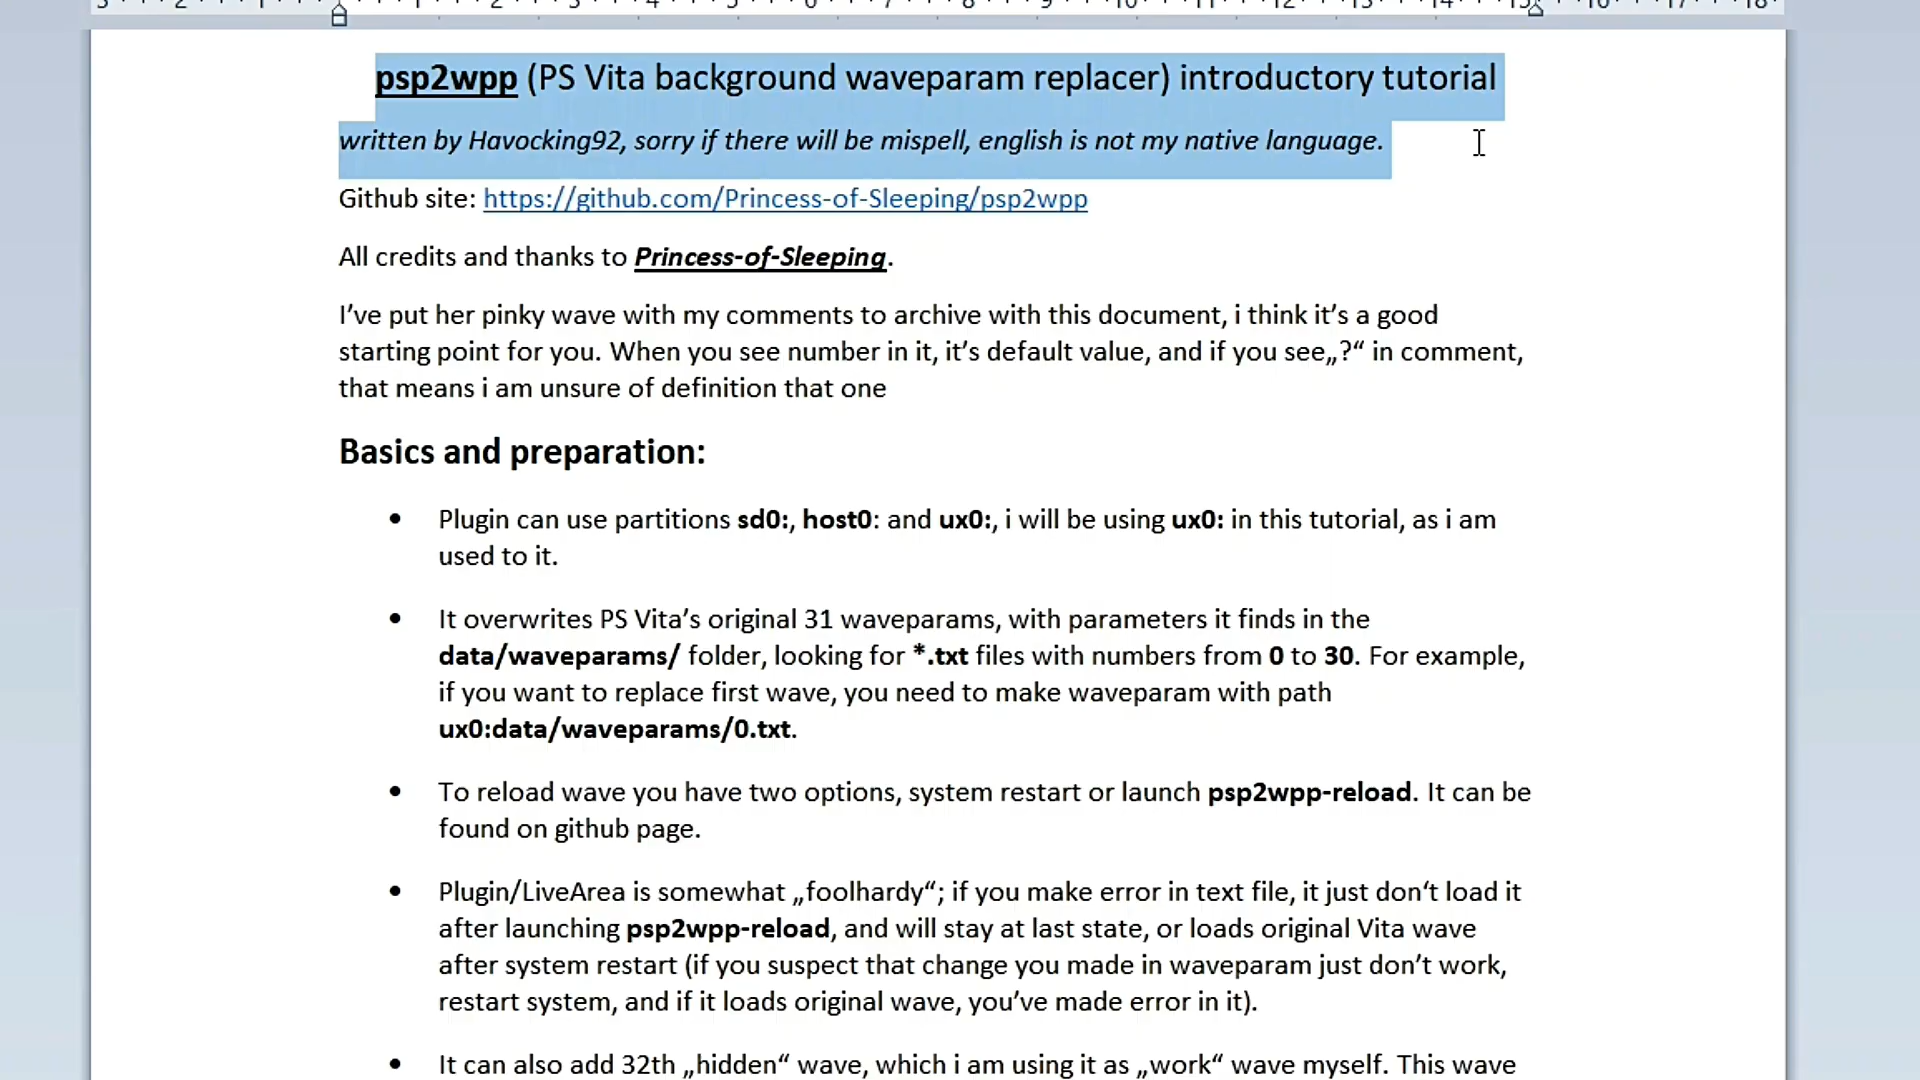 psp2wpp (PS Vita background waveparam replacer) introductory tutorial
written by Havocking92, sorry if there will be mispell, english is not my native language.
Github site: https://github.com/Princess-of-Sleeping/psp2wpp
All credits and thanks to Princess-of-Sleeping.
I’ve put her pinky wave with my comments to archive with this document, i think it’s a good
starting point for you. When you see number in it, it’s default value, and if you see„?“ in comment,
that means i am unsure of definition that one
Basics and preparation:
• Plugin can use partitions sd0:, host0: and ux0:, i will be using ux0: in this tutorial, as i am
used to it.
• It overwrites PS Vita’s original 31 waveparams, with parameters it finds in the
data/waveparams/ folder, looking for *.txt files with numbers from 0 to 30. For example,
if you want to replace first wave, you need to make waveparam with path
ux0:data/waveparams/0.txt.
• To reload wave you have two options, system restart or launch psp2wpp-reload. It can be
found on github page.
• Plugin/LiveArea is somewhat „foolhardy“; if you make error in text file, it just don‘t load it
after launching psp2wpp-reload, and will stay at last state, or loads original Vita wave
after system restart (if you suspect that change you made in waveparam just don’t work,
restart system, and if it loads original wave, you’ve made error in it).
• It can also add 32th „hidden“ wave, which i am using it as „work“ wave myself. This wave